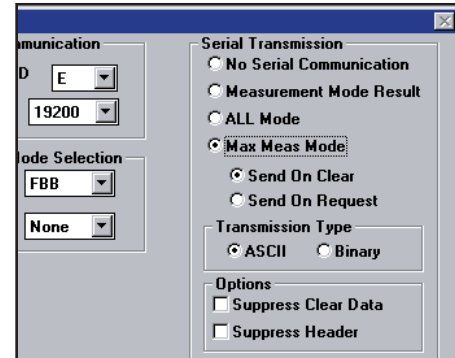 mmunication
D E
19200
lode Selection
FBB
None
Serial Transmission
No Serial Communication
Measurement Mode Result
ALL Mode
Max Meas Mode
Send On Clear
Send On Request
Transmission Type
ASCII Binary
Options
Suppress Clear Data
Suppress Header